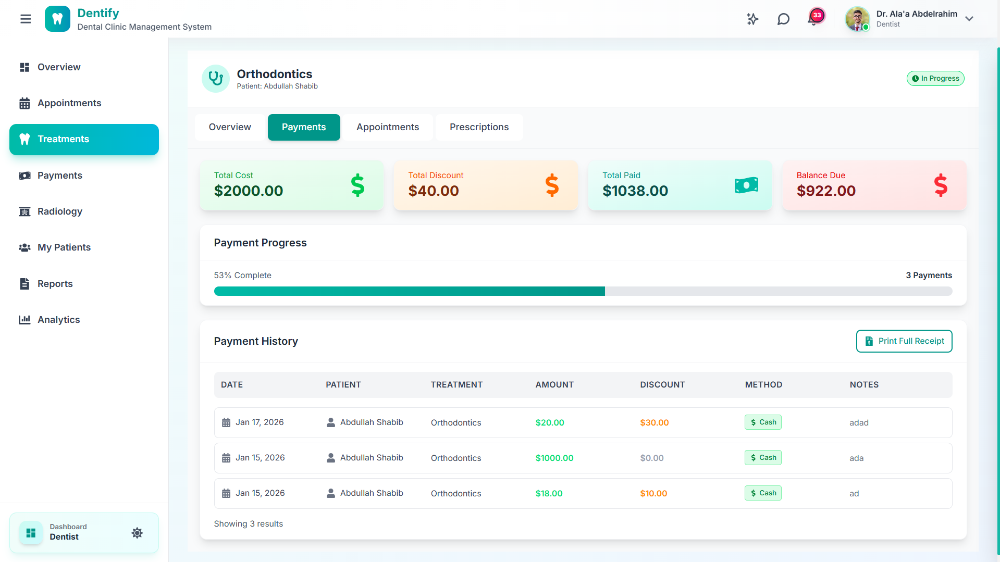 Dentify
Dental Clinic Management System
33
Dr. Ala'a Abdelrahim
Dentist
Overview
Appointments
Treatments
Payments
Radiology
My Patients
Reports
Analytics
Dashboard
Dentist
Orthodontics
Patient: Abdullah Shabib
In Progress
Overview
Payments
Appointments
Prescriptions
Total Cost
$2000.00
Total Discount
$40.00
Total Paid
$1038.00
Balance Due
$922.00
Payment Progress
53% Complete
3 Payments
Payment History
Print Full Receipt
DATE PATIENT TREATMENT AMOUNT DISCOUNT METHOD NOTES
Jan 17, 2026 Abdullah Shabib Orthodontics $20.00 $30.00 $ Cash adad
Jan 15, 2026 Abdullah Shabib Orthodontics $1000.00 $0.00 $ Cash ada
Jan 15, 2026 Abdullah Shabib Orthodontics $18.00 $10.00 $ Cash ad
Showing 3 results